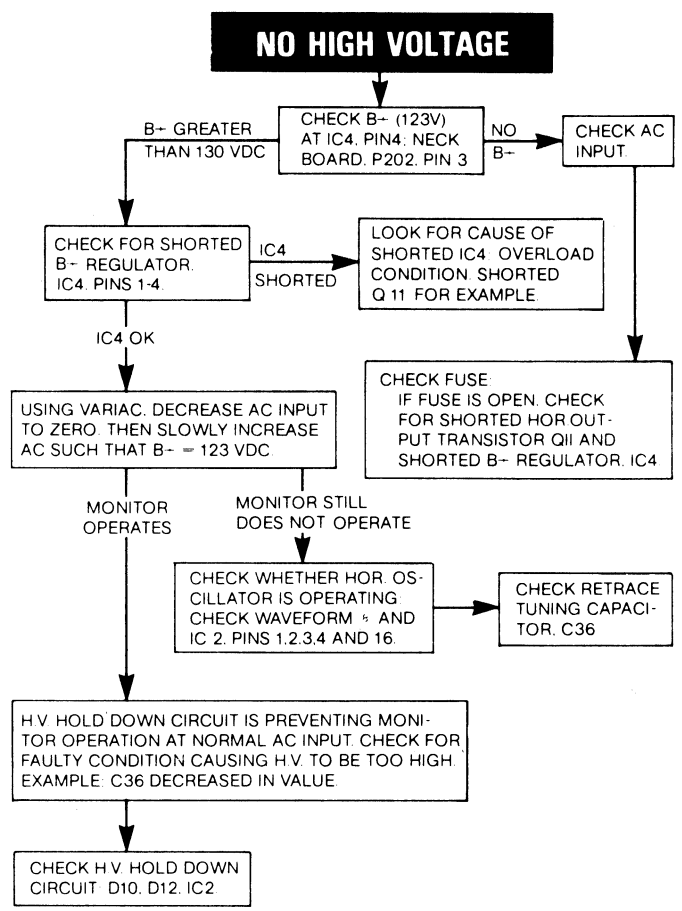 NO HIGH VOLTAGE
CHECK B+ (123V)
AT IC4, PIN4; NECK
BOARD, P202, PIN 3
B+ GREATER
THAN 130 VDC
NO
B+
CHECK AC
INPUT.
CHECK FOR SHORTED
B+ REGULATOR,
IC4, PINS 1-4.
IC4
SHORTED
LOOK FOR CAUSE OF
SHORTED IC4 OVERLOAD
CONDITION. SHORTED
Q 11 FOR EXAMPLE.
IC4 OK
CHECK FUSE:
IF FUSE IS OPEN, CHECK
FOR SHORTED HOR. OUT-
PUT TRANSISTOR Q11 AND
SHORTED B+ REGULATOR, IC4.
USING VARIAC, DECREASE AC INPUT
TO ZERO. THEN SLOWLY INCREASE
AC SUCH THAT B+ = 123 VDC.
MONITOR
OPERATES
MONITOR STILL
DOES NOT OPERATE
CHECK WHETHER HOR. OS-
CILLATOR IS OPERATING:
CHECK WAVEFORM AND
IC 2, PINS 1,2,3,4 AND 16.
CHECK RETRACE
TUNING CAPACI-
TOR, C36
H.V. HOLD DOWN CIRCUIT IS PREVENTING MONI-
TOR OPERATION AT NORMAL AC INPUT. CHECK FOR
FAULTY CONDITION CAUSING H.V. TO BE TOO HIGH.
EXAMPLE: C36 DECREASED IN VALUE.
CHECK H.V. HOLD DOWN
CIRCUIT: D10, D12, IC2.